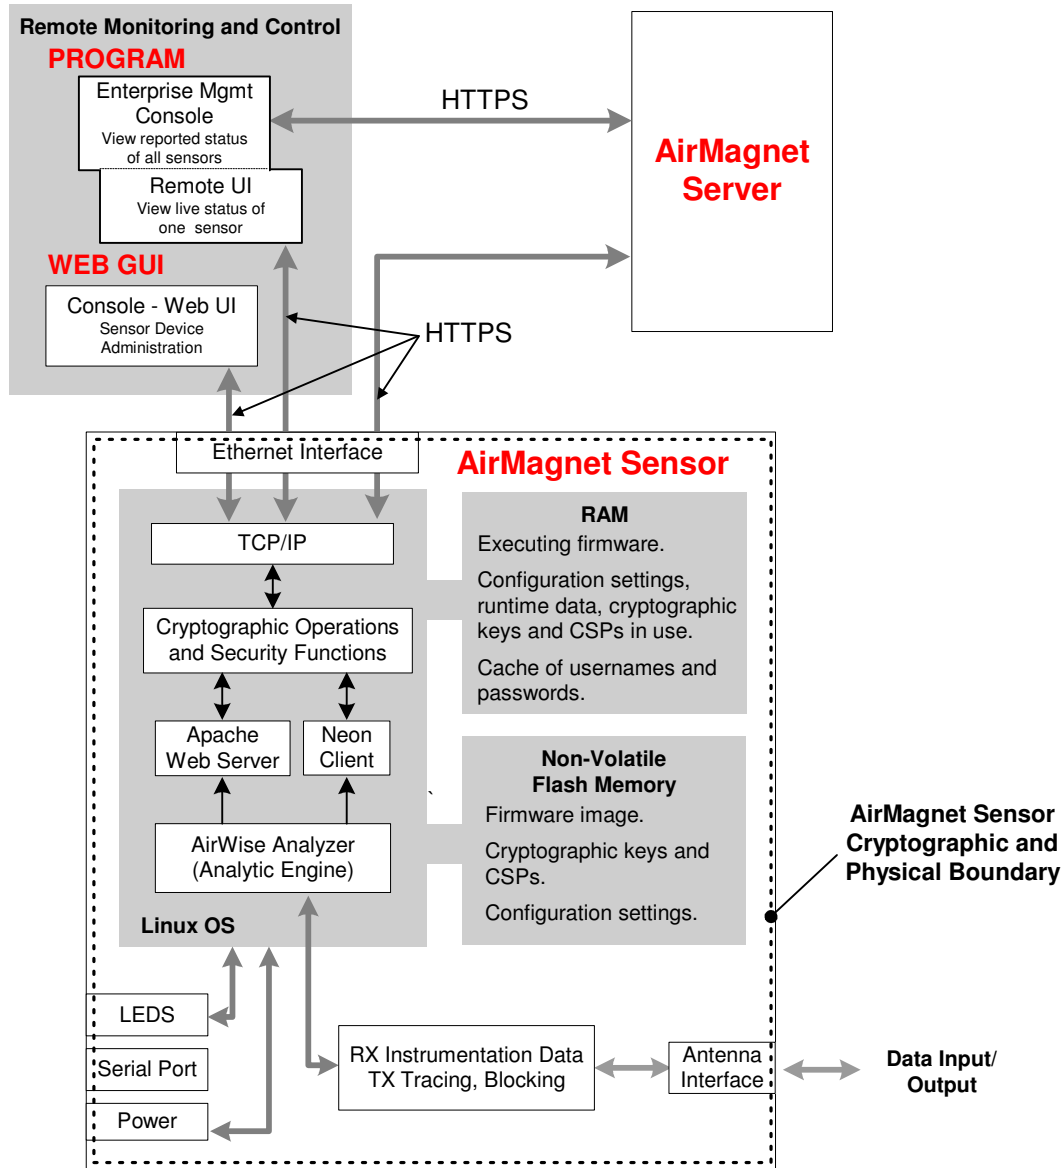 Remote Monitoring and Control
PROGRAM
Enterprise Mgmt
Console
View reported status
of all sensors
Remote UI
View live status of
one sensor
WEB GUI
Console - Web UI
Sensor Device
Administration
HTTPS
AirMagnet
Server
HTTPS
Ethernet Interface
AirMagnet Sensor
TCP/IP
Cryptographic Operations
and Security Functions
Apache
Web Server
Neon
Client
AirWise Analyzer
(Analytic Engine)
Linux OS
RAM
Executing firmware.
Configuration settings,
runtime data, cryptographic
keys and CSPs in use.
Cache of usernames and
passwords.
Non-Volatile
Flash Memory
Firmware image.
Cryptographic keys and
CSPs.
Configuration settings.
`
AirMagnet Sensor
Cryptographic and
Physical Boundary
LEDS
Serial Port
Power
RX Instrumentation Data
TX Tracing, Blocking
Antenna
Interface
Data Input/
Output